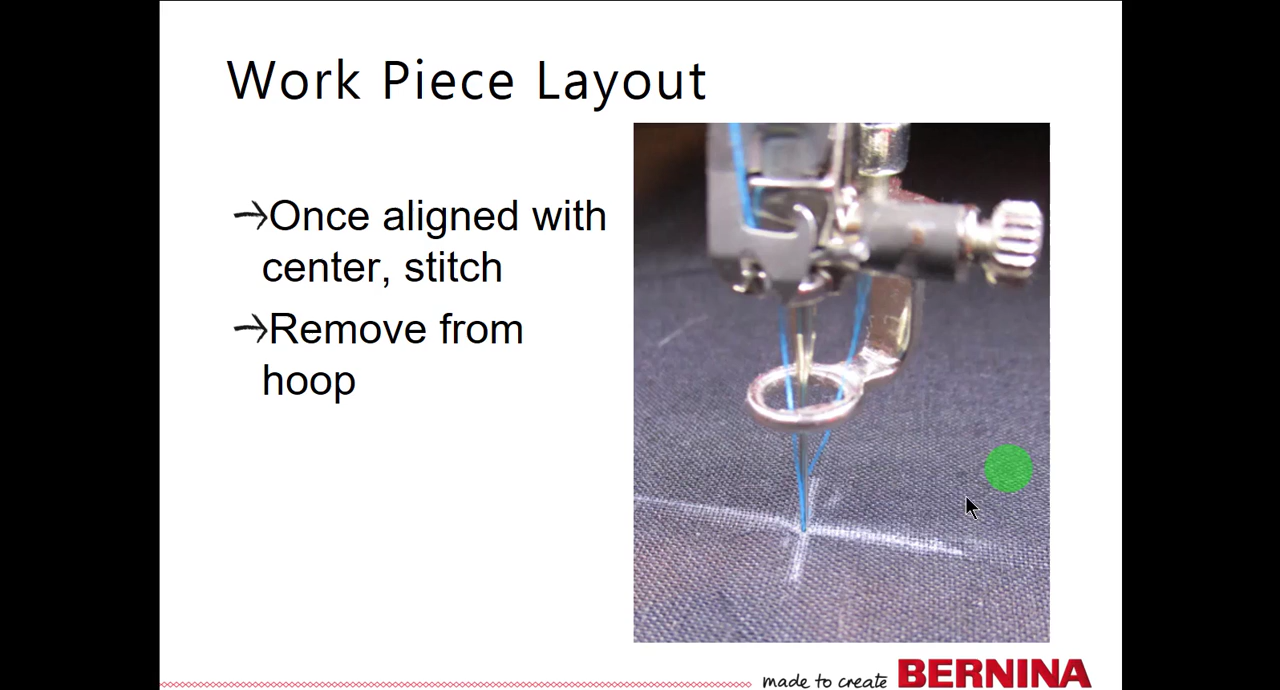 Work Piece Layout
Once aligned with
center, stitch
Remove from
hoop
made to create BERNINA